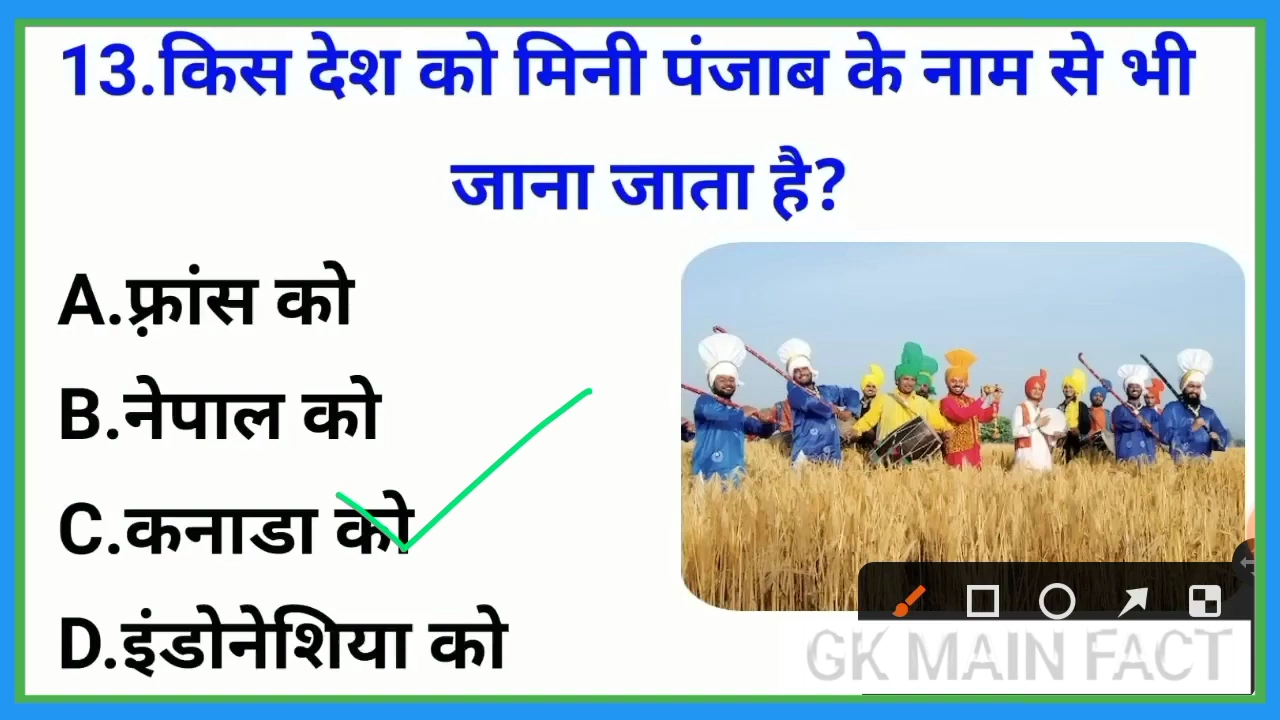 13.किस देश को मिनी पंजाब के नाम से भी
जाना जाता है?
A.फ़्रांस को
B.नेपाल को
C.कनाडा को
D.इंडोनेशिया को
GK MAIN FACT